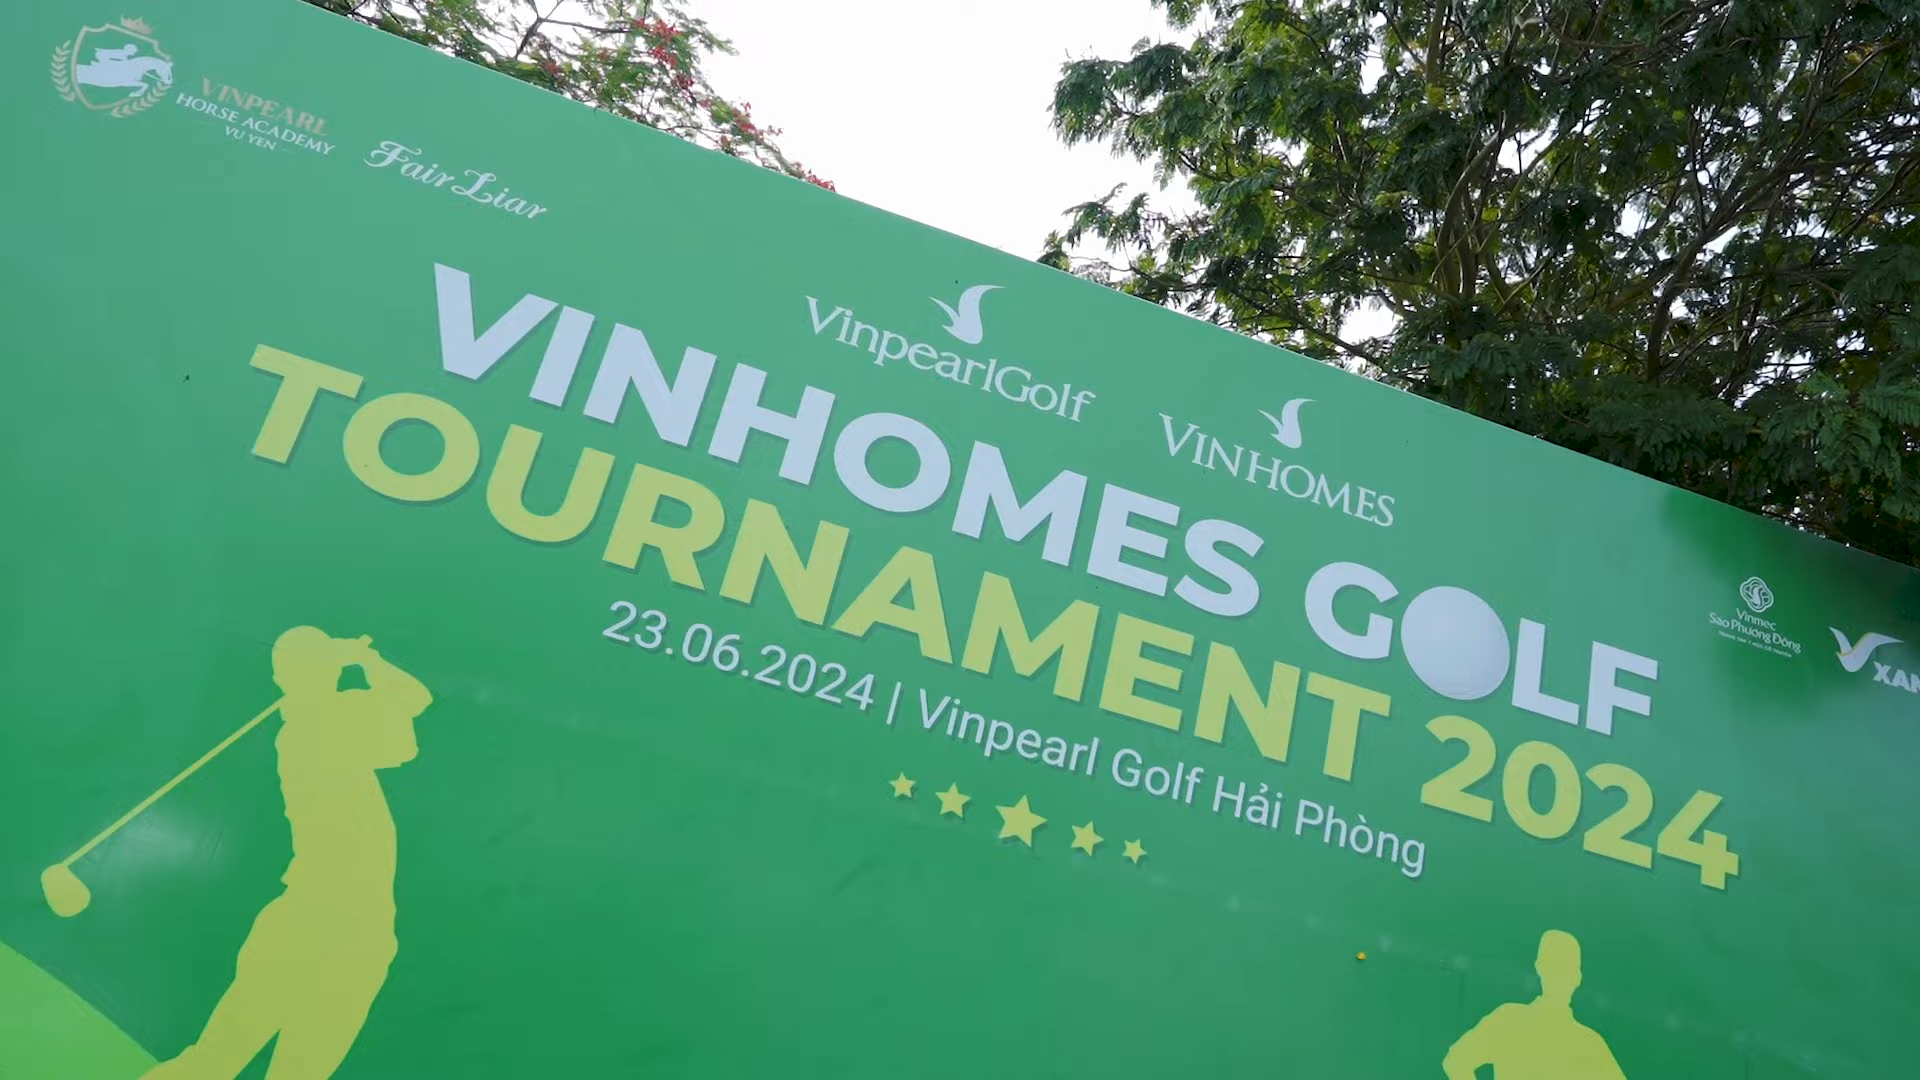 VINPEARL
HORSE ACADEMY
VU YEN
Fair Liar
VinpearlGolf
VINHOMES
VINHOMES GOLF
TOURNAMENT 2024
23.06.2024 | Vinpearl Golf Hải Phòng
Vinmec
Sao Phương Đông
XAN